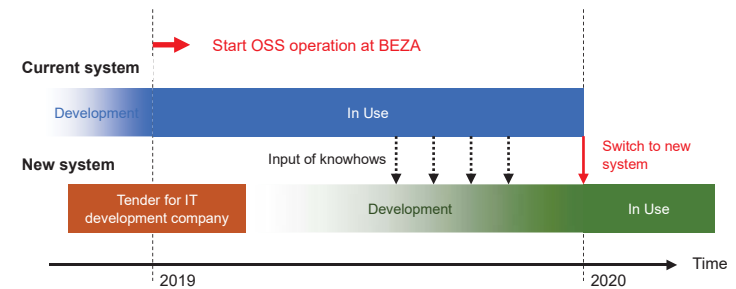 Start OSS operation at BEZA
Current system
Development
In Use
Input of knowhows
Switch to new
system
New system
Tender for IT
development company
Development
In Use
Time
2019
2020